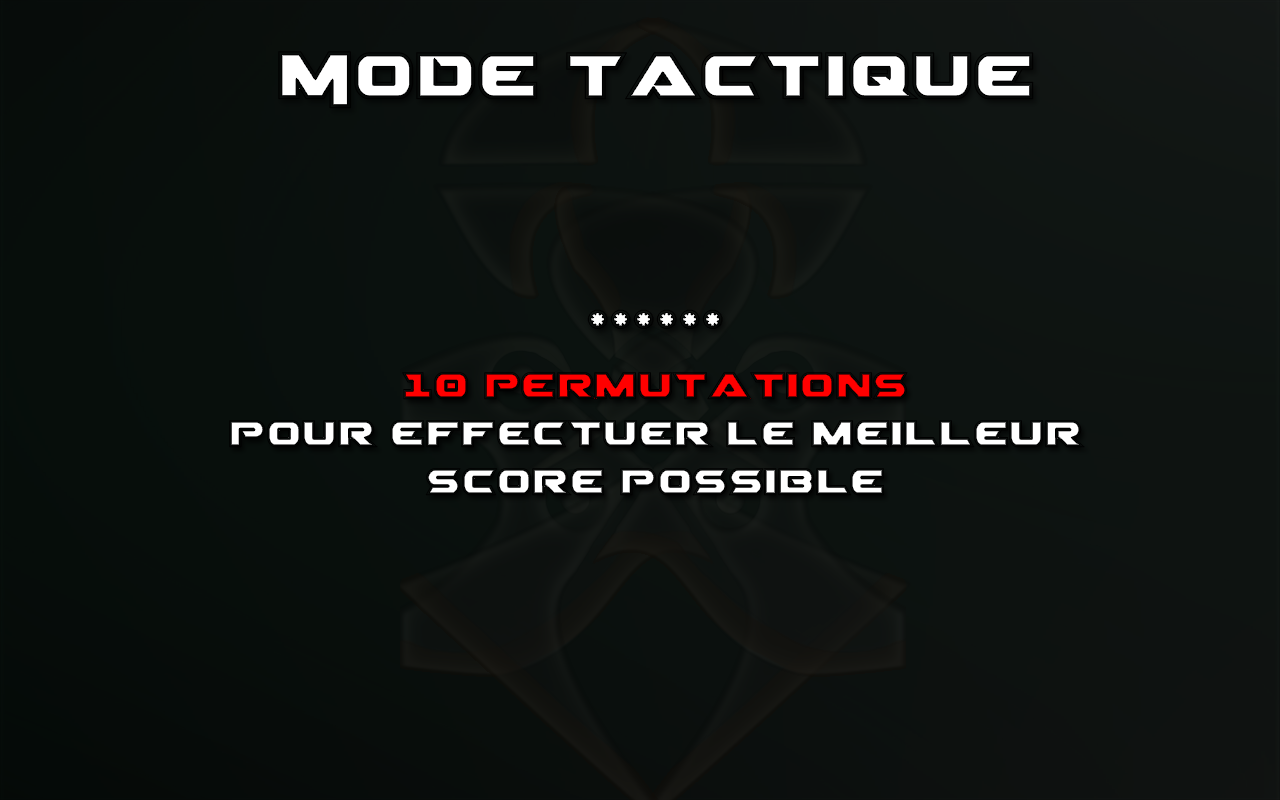 MODE TACTIQUE
******
10 PERMUTATIONS
POUR EFFECTUER LE MEILLEUR
SCORE POSSIBLE